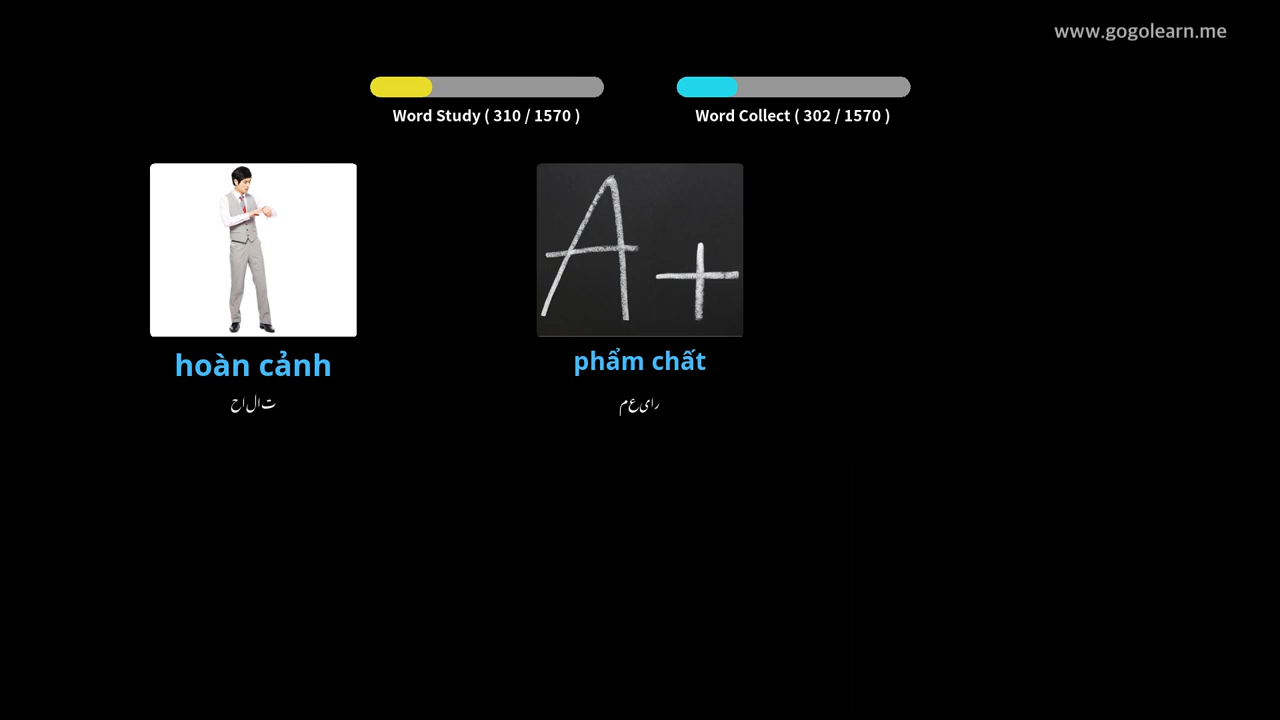 www.gogolearn.me
Word Study ( 310 / 1570 )
Word Collect ( 302 / 1570 )
A+
hoàn cảnh
حالات
phẩm chất
معیار